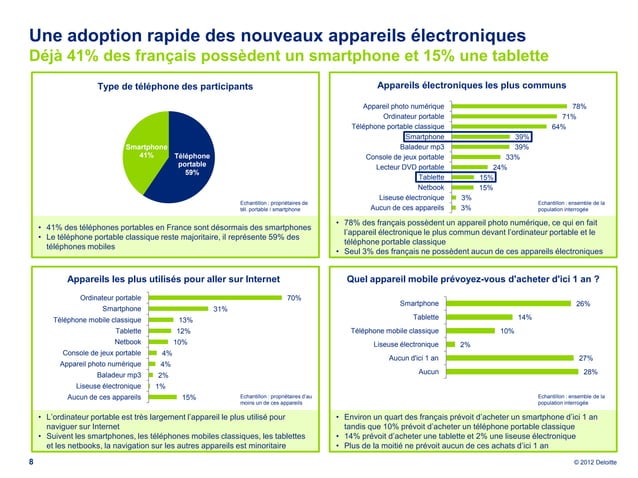 Une adoption rapide des nouveaux appareils électroniques
Déjà 41% des français possèdent un smartphone et 15% une tablette
Type de téléphone des participants
Smartphone
41%
Téléphone
portable
59%
Echantillon : propriétaires de
tél. portable / smartphone
• 41% des téléphones portables en France sont désormais des smartphones
• Le téléphone portable classique reste majoritaire, il représente 59% des
téléphones mobiles
Appareils électroniques les plus communs
Appareil photo numérique 78%
Ordinateur portable 71%
Téléphone portable classique 64%
Smartphone 39%
Baladeur mp3 39%
Console de jeux portable 33%
Lecteur DVD portable 24%
Tablette 15%
Netbook 15%
Liseuse électronique 3%
Aucun de ces appareils 3%
Echantillon : ensemble de la
population interrogée
• 78% des français possèdent un appareil photo numérique, ce qui en fait
l'appareil électronique le plus commun devant l'ordinateur portable et le
téléphone portable classique
• Seul 3% des français ne possèdent aucun de ces appareils électroniques
Appareils les plus utilisés pour aller sur Internet
Ordinateur portable 70%
Smartphone 31%
Téléphone mobile classique 13%
Tablette 12%
Netbook 10%
Console de jeux portable 4%
Appareil photo numérique 4%
Baladeur mp3 2%
Liseuse électronique 1%
Aucun de ces appareils 15%
Echantillon : propriétaires d'au
moins un de ces appareils
• L'ordinateur portable est très largement l'appareil le plus utilisé pour
naviguer sur Internet
• Suivent les smartphones, les téléphones mobiles classiques, les tablettes
et les netbooks, la navigation sur les autres appareils est minoritaire
Quel appareil mobile prévoyez-vous d'acheter d'ici 1 an ?
Smartphone 26%
Tablette 14%
Téléphone mobile classique 10%
Liseuse électronique 2%
Aucun d'ici 1 an 27%
Aucun 28%
Echantillon : ensemble de la
population interrogée
• Environ un quart des français prévoit d'acheter un smartphone d'ici 1 an
tandis que 10% prévoit d'acheter un téléphone portable classique
• 14% prévoit d'acheter une tablette et 2% une liseuse électronique
• Plus de la moitié ne prévoit aucun de ces achats d'ici 1 an
8
© 2012 Deloitte